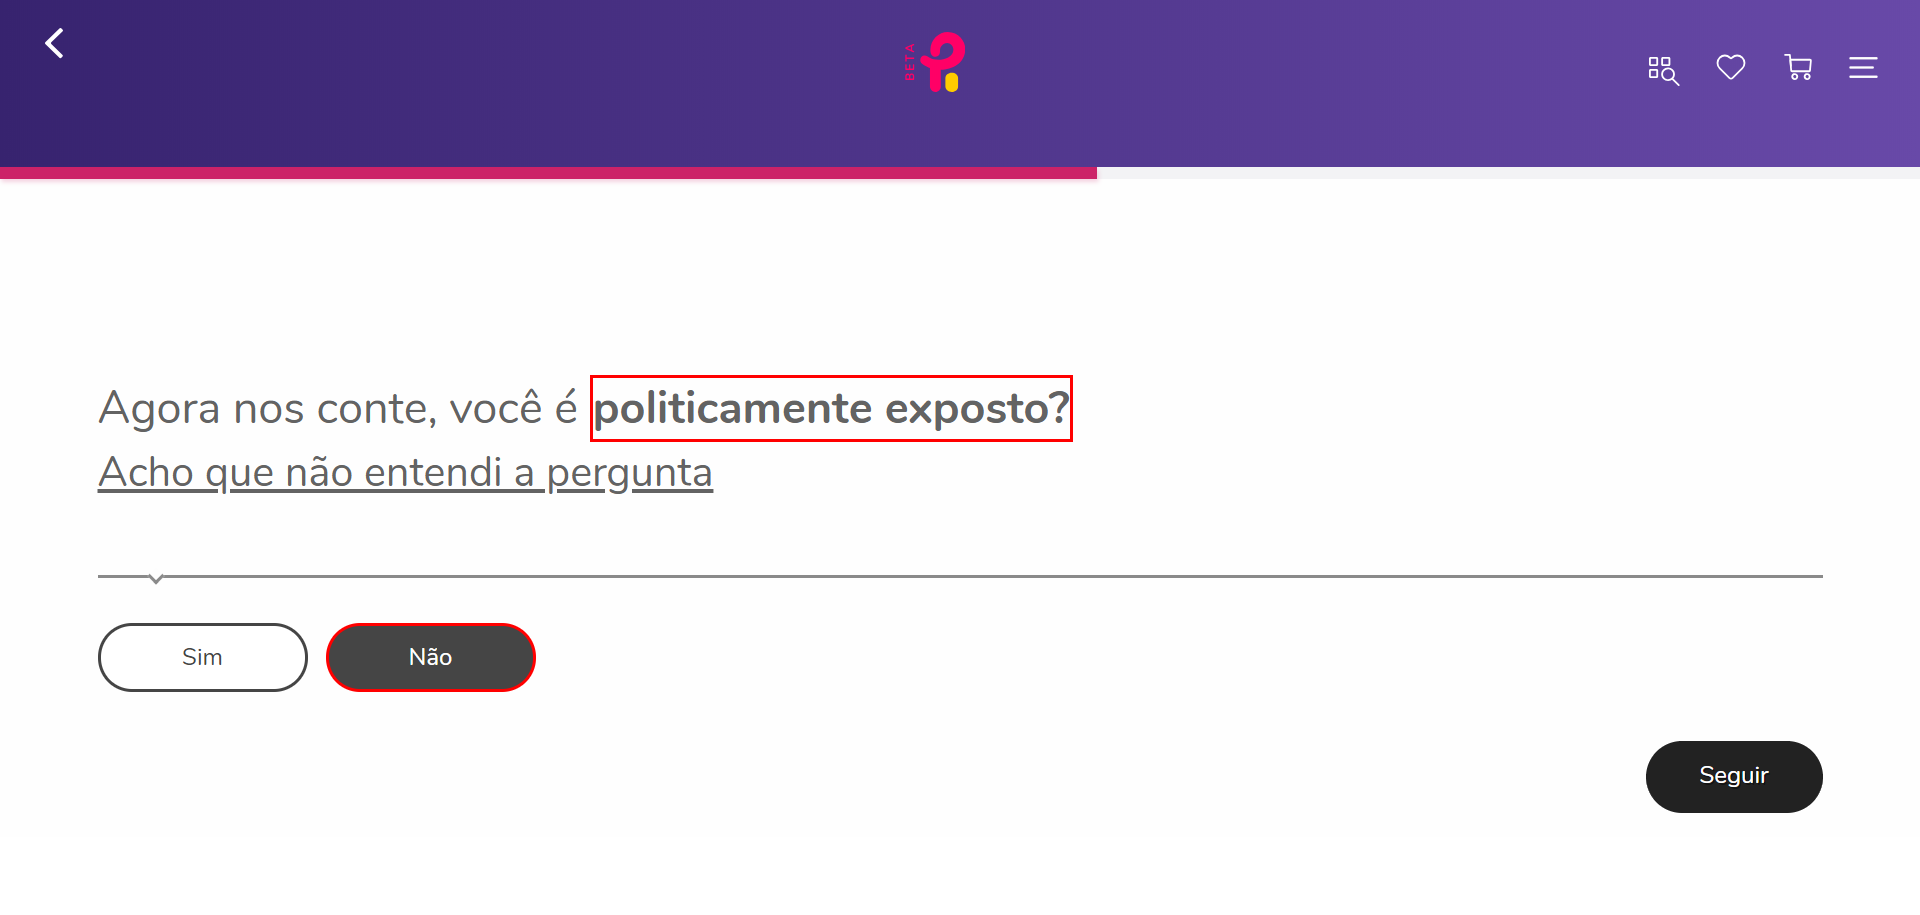 BETA
Agora nos conte, você é politicamente exposto?
Acho que não entendi a pergunta
Sim
Não
Seguir